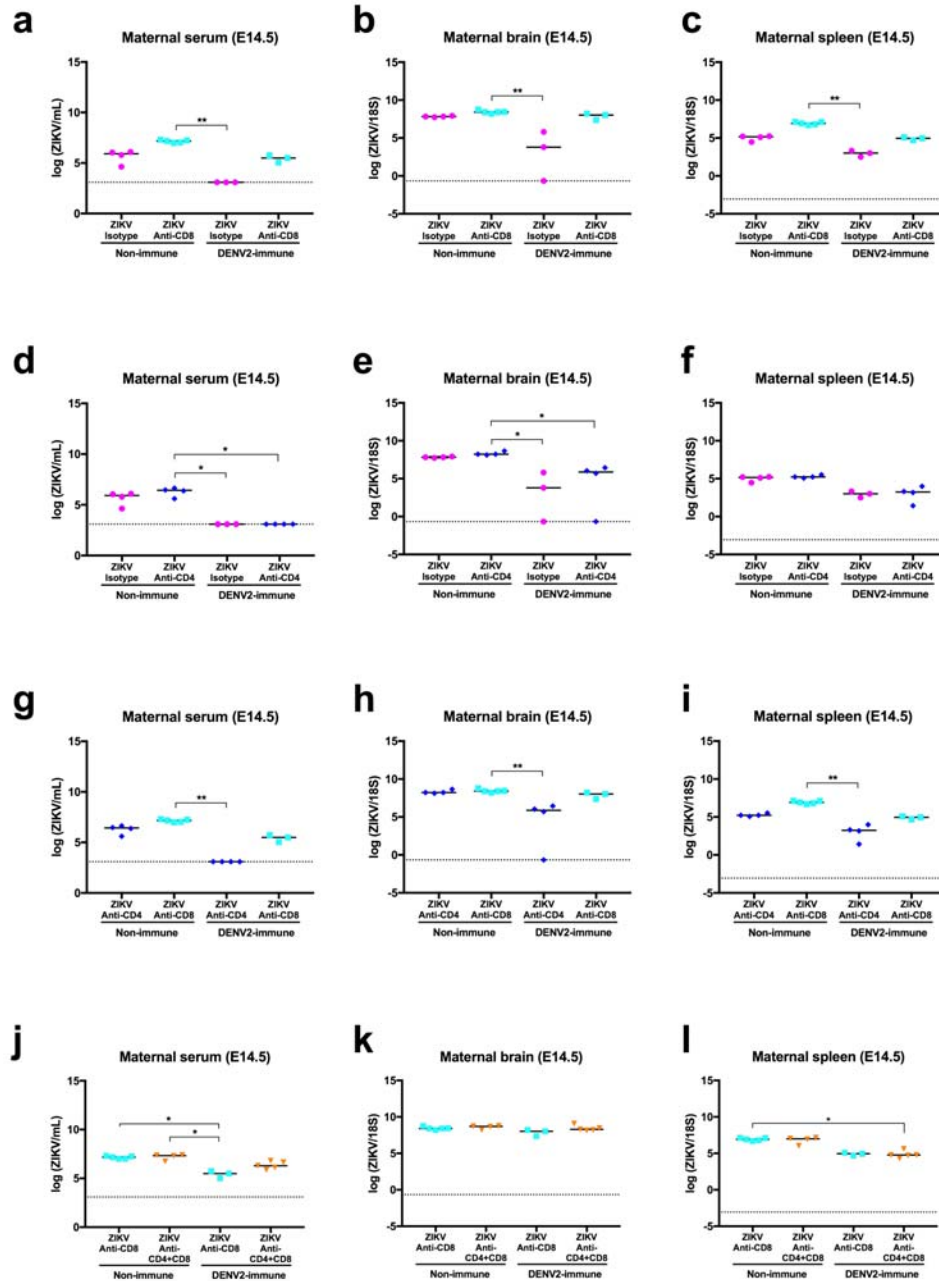 a
Maternal serum (E14.5)
log (ZIKV/mL)
15
10
5
0
**
ZIKV Isotype
ZIKV Anti-CD8
ZIKV Isotype
ZIKV Anti-CD8
Non-immune
DENV2-immune
b
Maternal brain (E14.5)
log (ZIKV/18S)
15
10
5
0
-5
**
ZIKV Isotype
ZIKV Anti-CD8
ZIKV Isotype
ZIKV Anti-CD8
Non-immune
DENV2-immune
c
Maternal spleen (E14.5)
log (ZIKV/18S)
15
10
5
0
-5
**
ZIKV Isotype
ZIKV Anti-CD8
ZIKV Isotype
ZIKV Anti-CD8
Non-immune
DENV2-immune
d
Maternal serum (E14.5)
log (ZIKV/mL)
15
10
5
0
*
*
ZIKV Isotype
ZIKV Anti-CD4
ZIKV Isotype
ZIKV Anti-CD4
Non-immune
DENV2-immune
e
Maternal brain (E14.5)
log (ZIKV/18S)
15
10
5
0
-5
*
*
ZIKV Isotype
ZIKV Anti-CD4
ZIKV Isotype
ZIKV Anti-CD4
Non-immune
DENV2-immune
f
Maternal spleen (E14.5)
log (ZIKV/18S)
15
10
5
0
-5
ZIKV Isotype
ZIKV Anti-CD4
ZIKV Isotype
ZIKV Anti-CD4
Non-immune
DENV2-immune
g
Maternal serum (E14.5)
log (ZIKV/mL)
15
10
5
0
**
ZIKV Anti-CD4
ZIKV Anti-CD8
ZIKV Anti-CD4
ZIKV Anti-CD8
Non-immune
DENV2-immune
h
Maternal brain (E14.5)
log (ZIKV/18S)
15
10
5
0
-5
**
ZIKV Anti-CD4
ZIKV Anti-CD8
ZIKV Anti-CD4
ZIKV Anti-CD8
Non-immune
DENV2-immune
i
Maternal spleen (E14.5)
log (ZIKV/18S)
15
10
5
0
-5
**
ZIKV Anti-CD4
ZIKV Anti-CD8
ZIKV Anti-CD4
ZIKV Anti-CD8
Non-immune
DENV2-immune
j
Maternal serum (E14.5)
log (ZIKV/mL)
15
10
5
0
*
*
ZIKV Anti-CD8
ZIKV Anti-CD4+CD8
ZIKV Anti-CD8
ZIKV Anti-CD4+CD8
Non-immune
DENV2-immune
k
Maternal brain (E14.5)
log (ZIKV/18S)
15
10
5
0
-5
ZIKV Anti-CD8
ZIKV Anti-CD4+CD8
ZIKV Anti-CD8
ZIKV Anti-CD4+CD8
Non-immune
DENV2-immune
l
Maternal spleen (E14.5)
log (ZIKV/18S)
15
10
5
0
-5
*
ZIKV Anti-CD8
ZIKV Anti-CD4+CD8
ZIKV Anti-CD8
ZIKV Anti-CD4+CD8
Non-immune
DENV2-immune